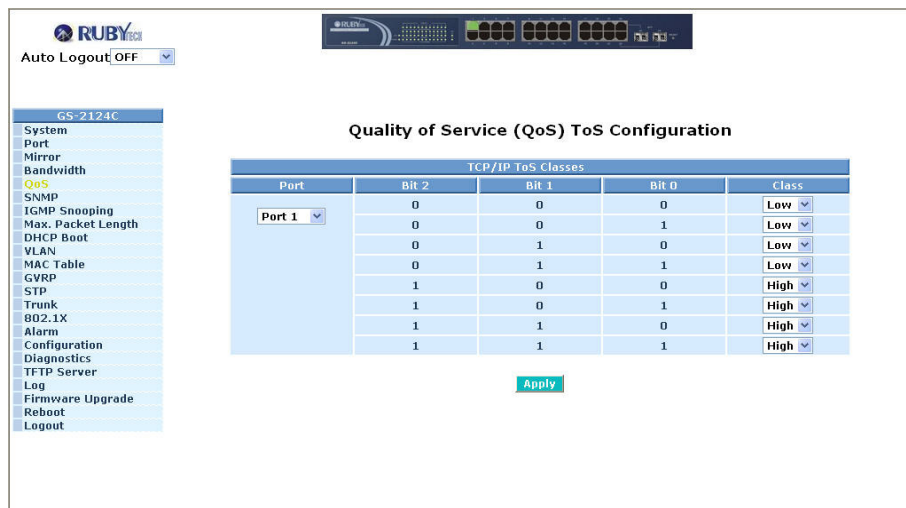 RUBYTECH
Auto Logout OFF
GS-2124C
System
Port
Mirror
Bandwidth
QoS
SNMP
IGMP Snooping
Max. Packet Length
DHCP Boot
VLAN
MAC Table
GVRP
STP
Trunk
802.1X
Alarm
Configuration
Diagnostics
TFTP Server
Log
Firmware Upgrade
Reboot
Logout
Quality of Service (QoS) ToS Configuration
TCP/IP ToS Classes
Port Bit 2 Bit 1 Bit 0 Class
Port 1
0 0 0 Low
0 0 1 Low
0 1 0 Low
0 1 1 Low
1 0 0 High
1 0 1 High
1 1 0 High
1 1 1 High
Apply